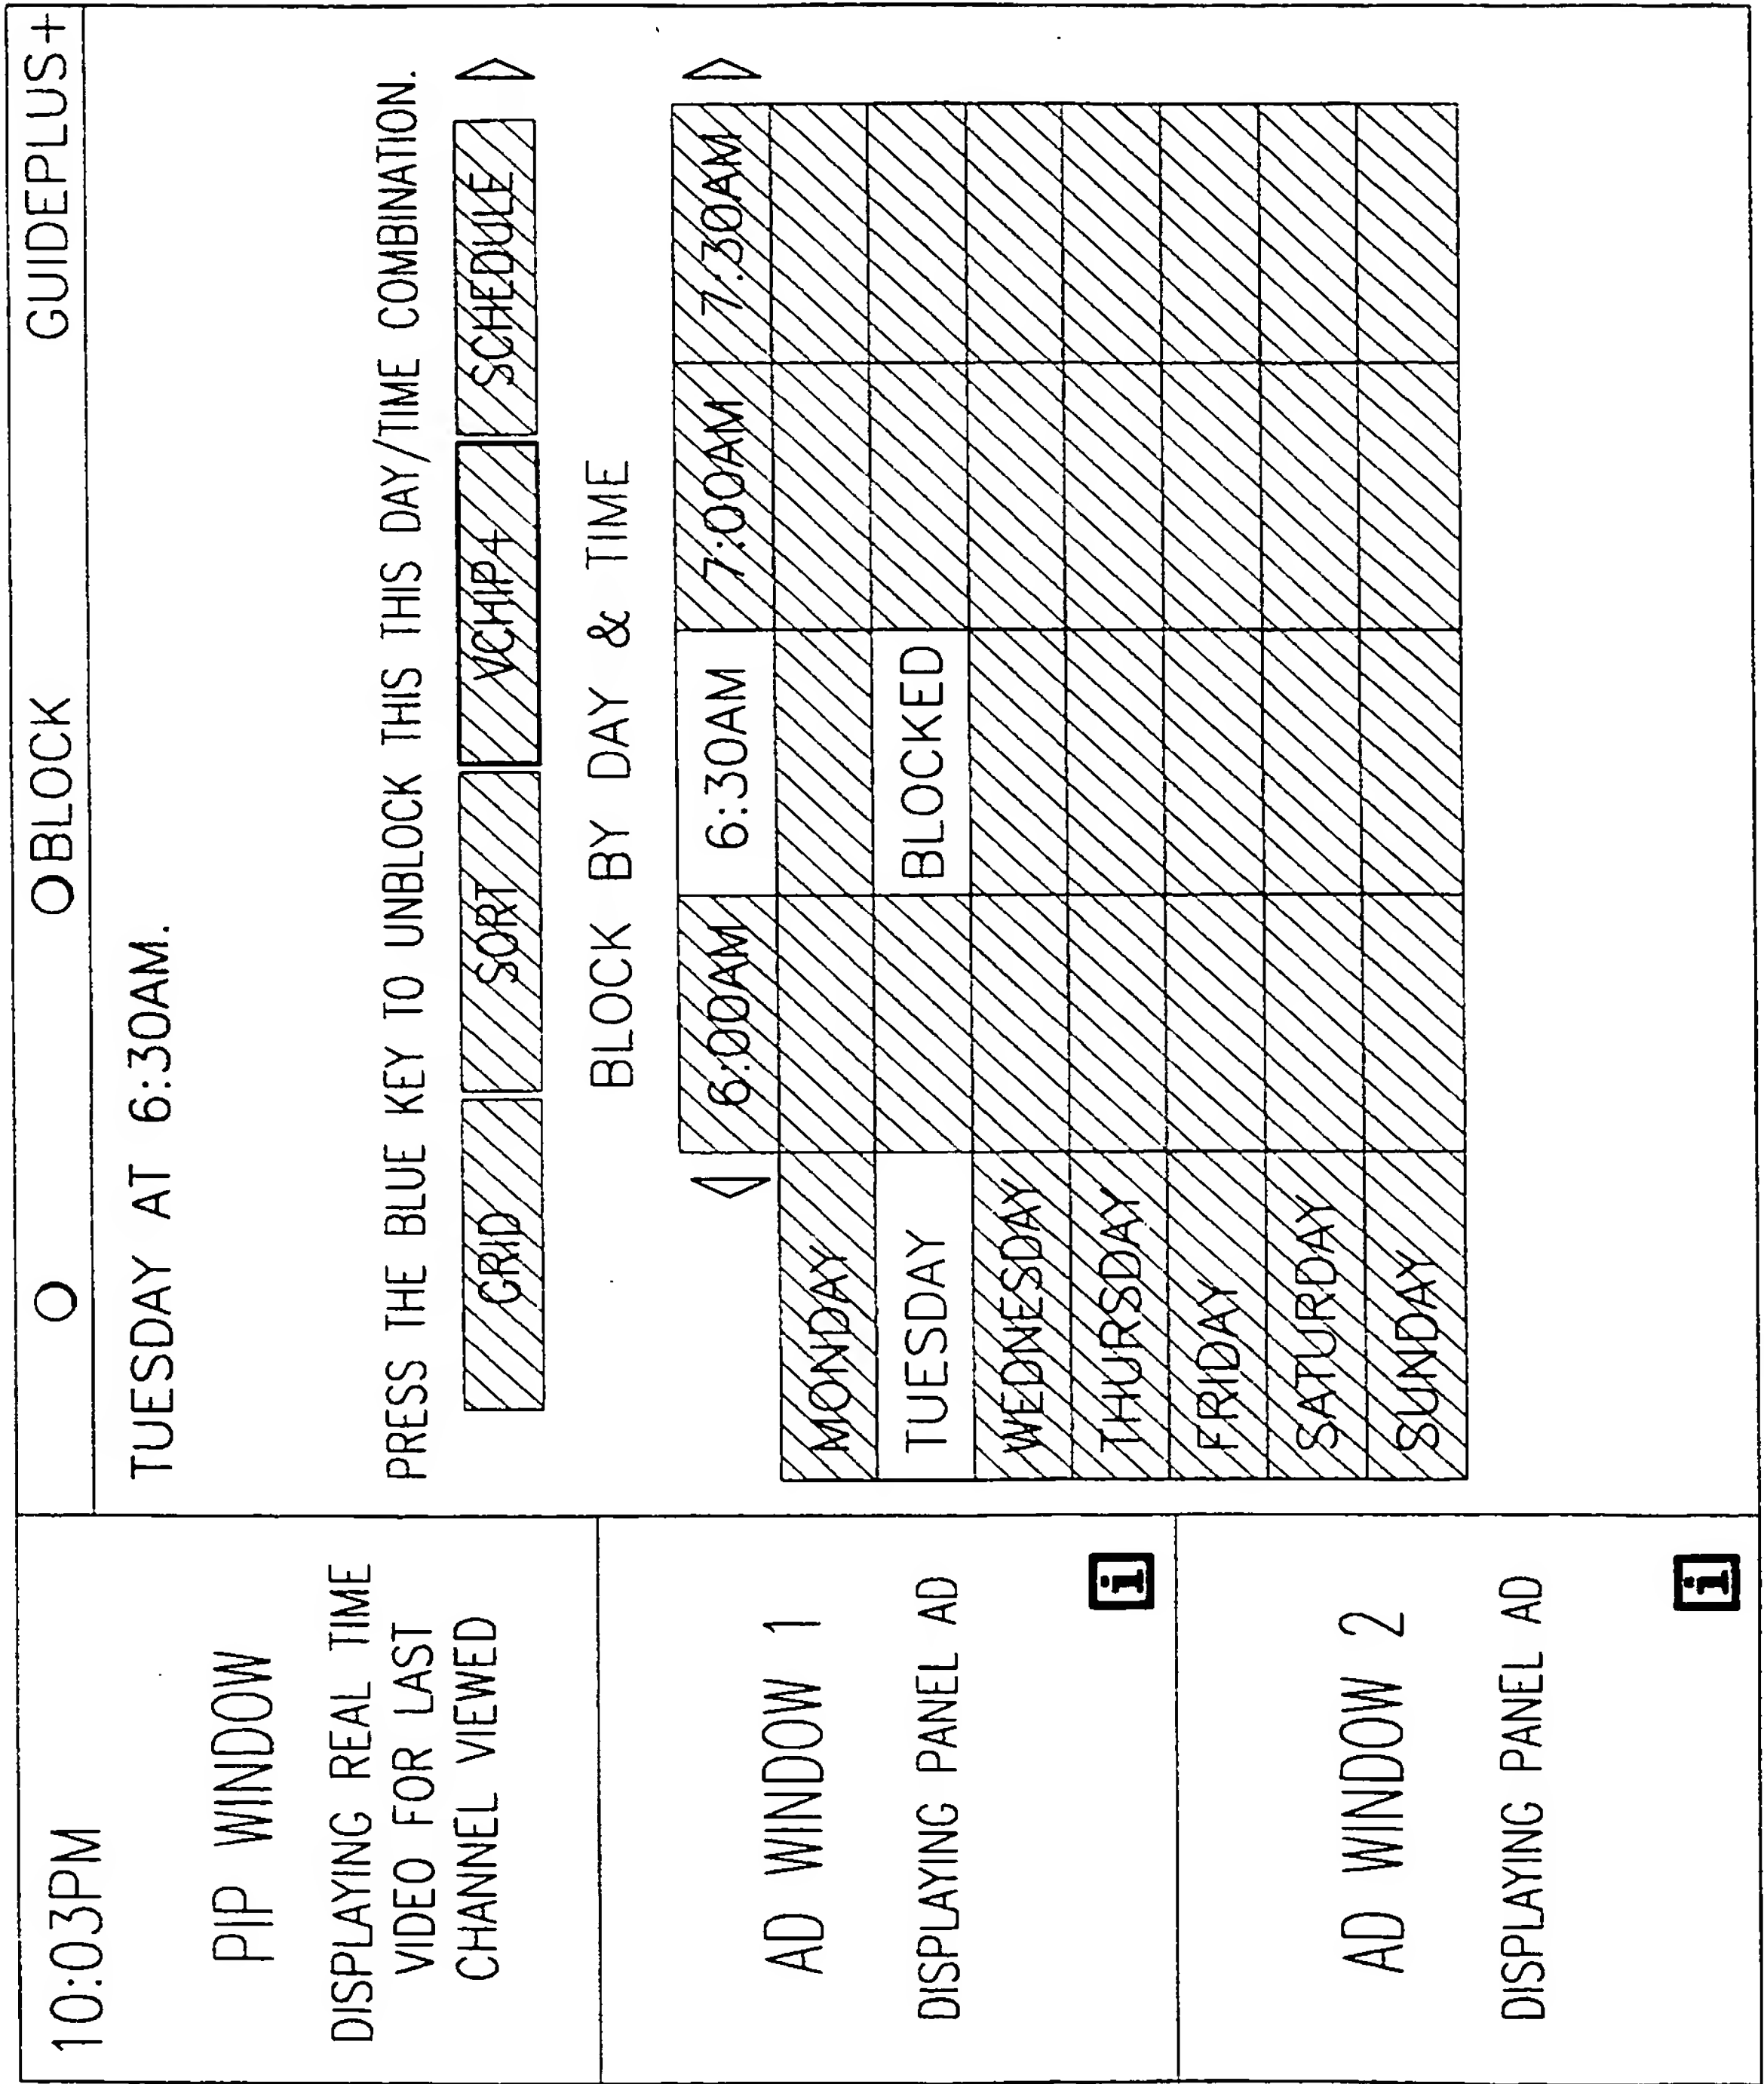 10:03PM
PIP WINDOW
DISPLAYING REAL TIME
VIDEO FOR LAST
CHANNEL VIEWED
AD WINDOW 1
DISPLAYING PANEL AD
i
AD WINDOW 2
DISPLAYING PANEL AD
i
BLOCK GUIDEPLUS+
TUESDAY AT 6:30AM.
PRESS THE BLUE KEY TO UNBLOCK THIS THIS DAY/TIME COMBINATION.
GRID SORT VCHIP+ SCHEDULE
BLOCK BY DAY & TIME
6:00AM 6:30AM 7:00AM 7:30AM
MONDAY
TUESDAY BLOCKED
WEDNESDAY
THURSDAY
FRIDAY
SATURDAY
SUNDAY